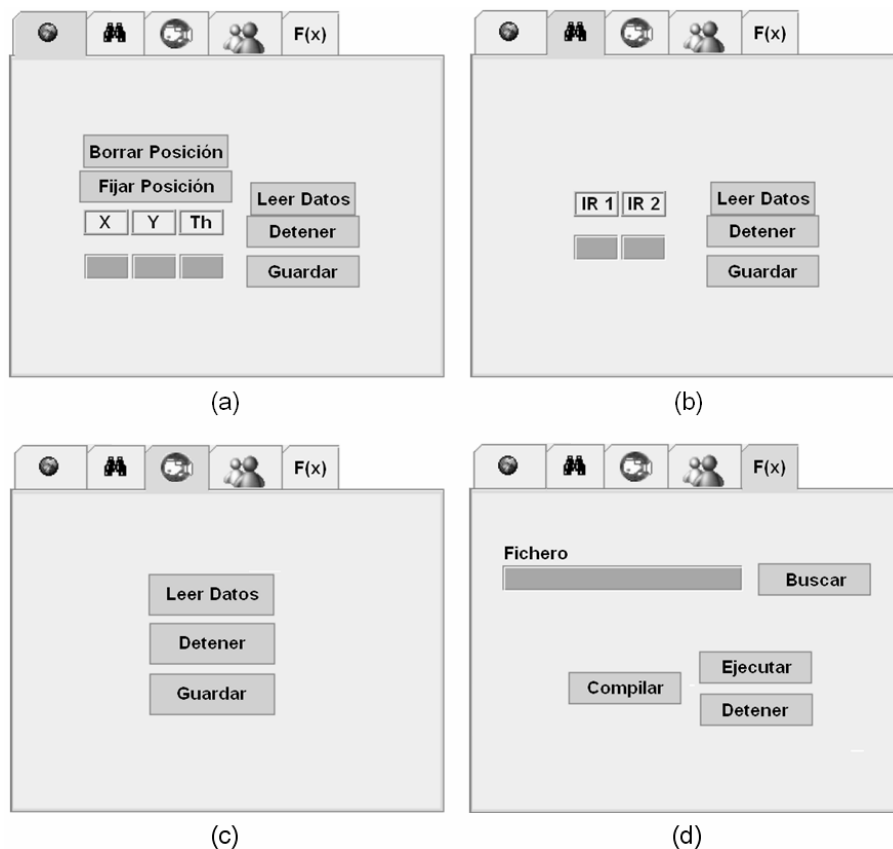 F(x)
Borrar Posición
Fijar Posición
X Y Th
Leer Datos
Detener
Guardar
(a)
F(x)
IR 1 IR 2
Leer Datos
Detener
Guardar
(b)
F(x)
Leer Datos
Detener
Guardar
(c)
F(x)
Fichero
Buscar
Compilar
Ejecutar
Detener
(d)